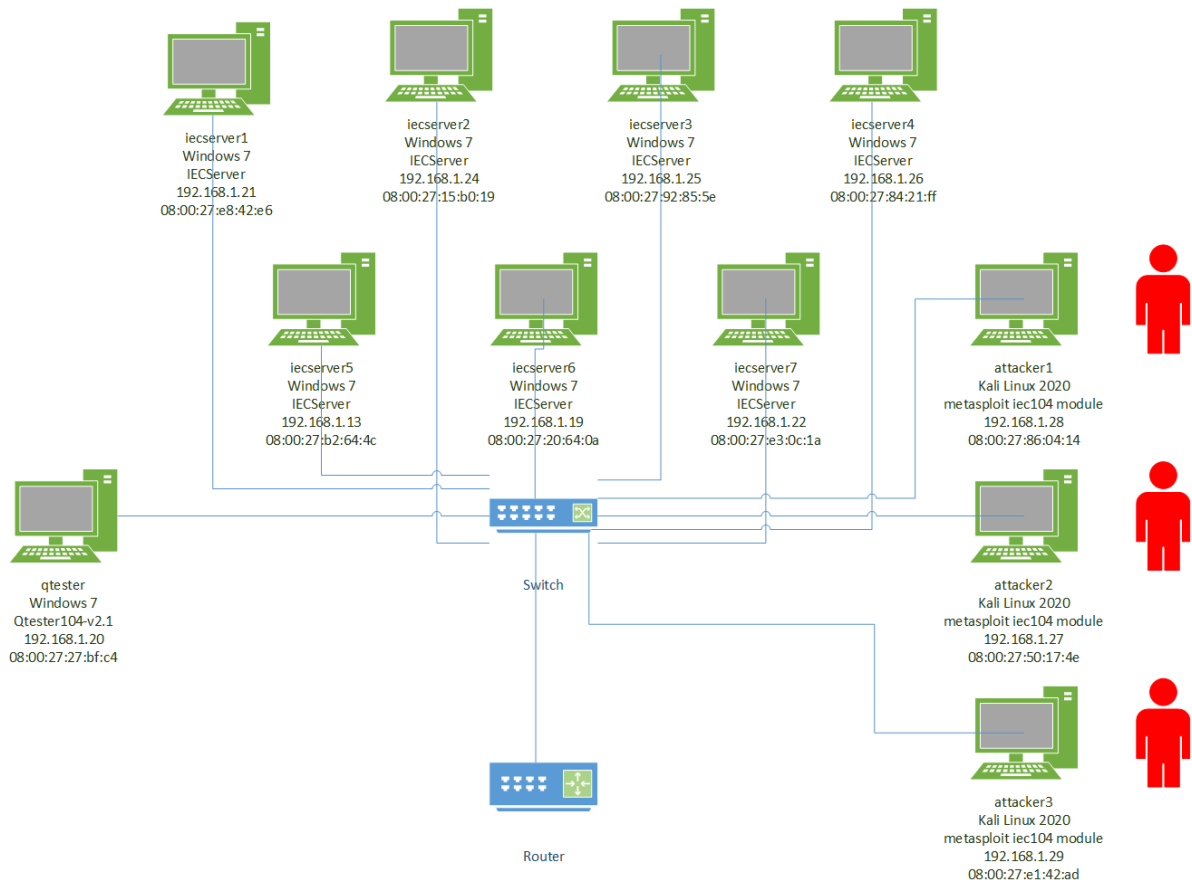 iecserver1
Windows 7
IECServer
192.168.1.21
08:00:27:e8:42:e6
iecserver2
Windows 7
IECServer
192.168.1.24
08:00:27:15:b0:19
iecserver3
Windows 7
IECServer
192.168.1.25
08:00:27:92:85:5e
iecserver4
Windows 7
IECServer
192.168.1.26
08:00:27:84:21:ff
iecserver5
Windows 7
IECServer
192.168.1.13
08:00:27:b2:64:4c
iecserver6
Windows 7
IECServer
192.168.1.19
08:00:27:20:64:0a
iecserver7
Windows 7
IECServer
192.168.1.22
08:00:27:e3:0c:1a
attacker1
Kali Linux 2020
metasploit iec104 module
192.168.1.28
08:00:27:86:04:14
qtester
Windows 7
Qtester104-v2.1
192.168.1.20
08:00:27:27:bf:c4
Switch
attacker2
Kali Linux 2020
metasploit iec104 module
192.168.1.27
08:00:27:50:17:4e
Router
attacker3
Kali Linux 2020
metasploit iec104 module
192.168.1.29
08:00:27:e1:42:ad